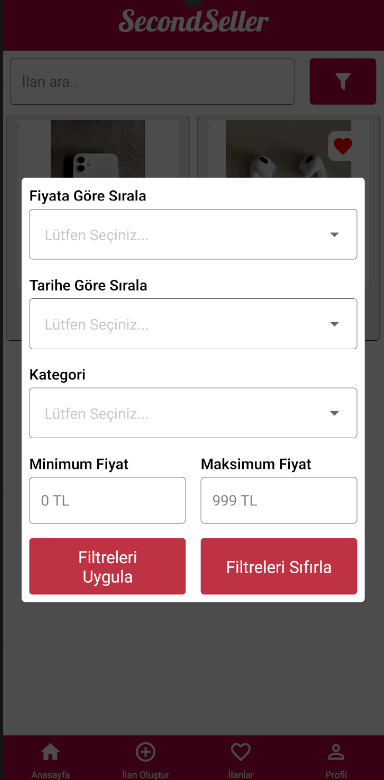 SecondSeller
İlan ara..
Fiyata Göre Sırala
Lütfen Seçiniz...
Tarihe Göre Sırala
Lütfen Seçiniz...
Kategori
Lütfen Seçiniz...
Minimum Fiyat Maksimum Fiyat
0 TL 999 TL
Filtreleri
Uygula
Filtreleri Sıfırla
Anasayfa İlan Oluştur İlanlar Profil